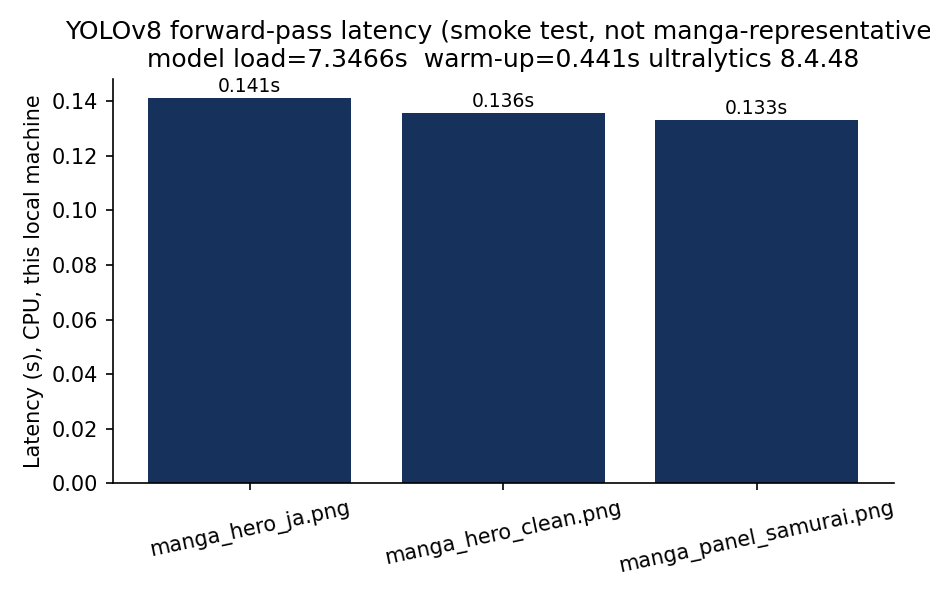 YOLOv8 forward-pass latency (smoke test, not manga-representative
model load=7.3466s  warm-up=0.441s ultralytics 8.4.48
Latency (s), CPU, this local machine
0.14
0.12
0.10
0.08
0.06
0.04
0.02
0.00
0.141s
0.136s
0.133s
manga_hero_ja.png
manga_hero_clean.png
manga_panel_samurai.png